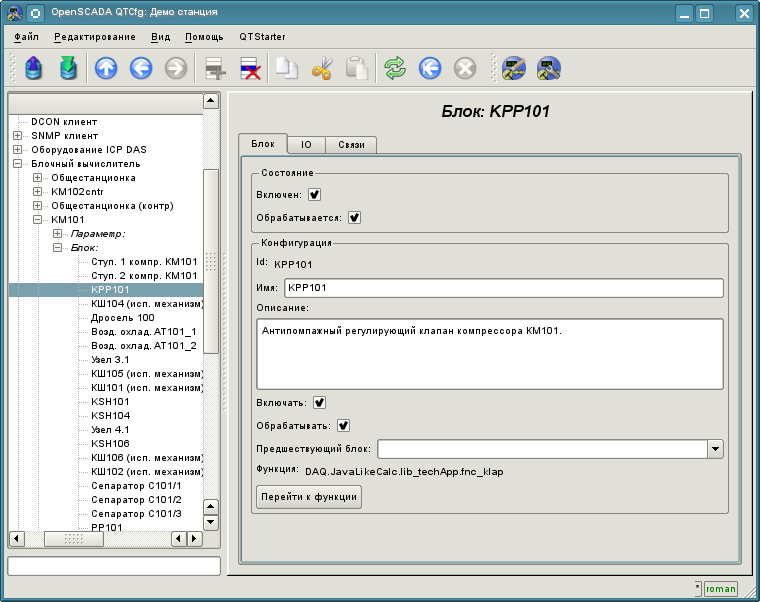 OpenSCADA QTCfg: Демо станция
Файл Редактирование Вид Помощь QTStarter
DCON клиент
SNMP клиент
Оборудование ICP DAS
Блочный вычислитель
Общестанционка
KM102cntr
Общестанционка (контр)
KM101
Параметр:
Блок:
Ступ. 1 компр. KM101
Ступ. 2 компр. KM101
KPP101
КШ104 (исп. механизм)
Дросель 100
Возд. охлад. AT101_1
Возд. охлад. AT101_2
Узел 3.1
КШ105 (исп. механизм)
КШ101 (исп. механизм)
KSH101
KSH104
Узел 4.1
KSH106
КШ106 (исп. механизм)
КШ102 (исп. механизм)
Сепаратор С101/1
Сепаратор С101/2
Сепаратор С101/3
PP101
Блок: KPP101
Блок IO Связи
Состояние
Включен:
Обрабатывается:
Конфигурация
Id: KPP101
Имя: KPP101
Описание:
Антипомпажный регулирующий клапан компрессора KM101.
Включать:
Обрабатывать:
Предшествующий блок:
Функция: DAQ.JavaLikeCalc.lib_techApp.fnc_klap
Перейти к функции
* roman